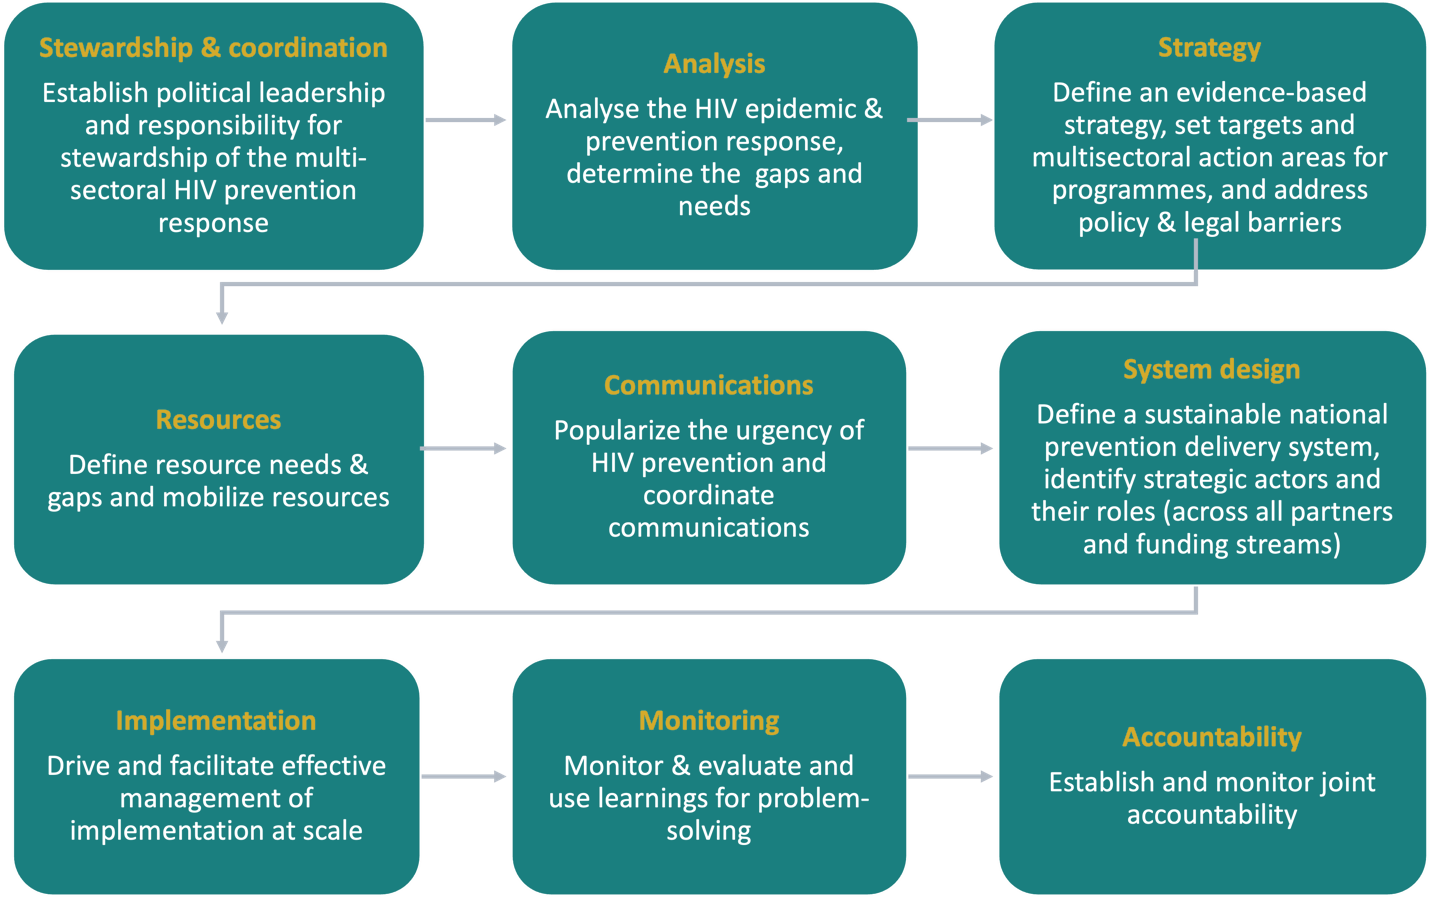 Stewardship & coordination
Establish political leadership
and responsibility for
stewardship of the multi-
sectoral HIV prevention
response
Analysis
Analyse the HIV epidemic &
prevention response,
determine the  gaps and
needs
Strategy
Define an evidence-based
strategy, set targets and
multisectoral action areas for
programmes, and address
policy & legal barriers
Resources
Define resource needs &
gaps and mobilize resources
Communications
Popularize the urgency of
HIV prevention and
coordinate
communications
System design
Define a sustainable national
prevention delivery system,
identify strategic actors and
their roles (across all partners
and funding streams)
Implementation
Drive and facilitate effective
management of
implementation at scale
Monitoring
Monitor & evaluate and
use learnings for problem-
solving
Accountability
Establish and monitor joint
accountability